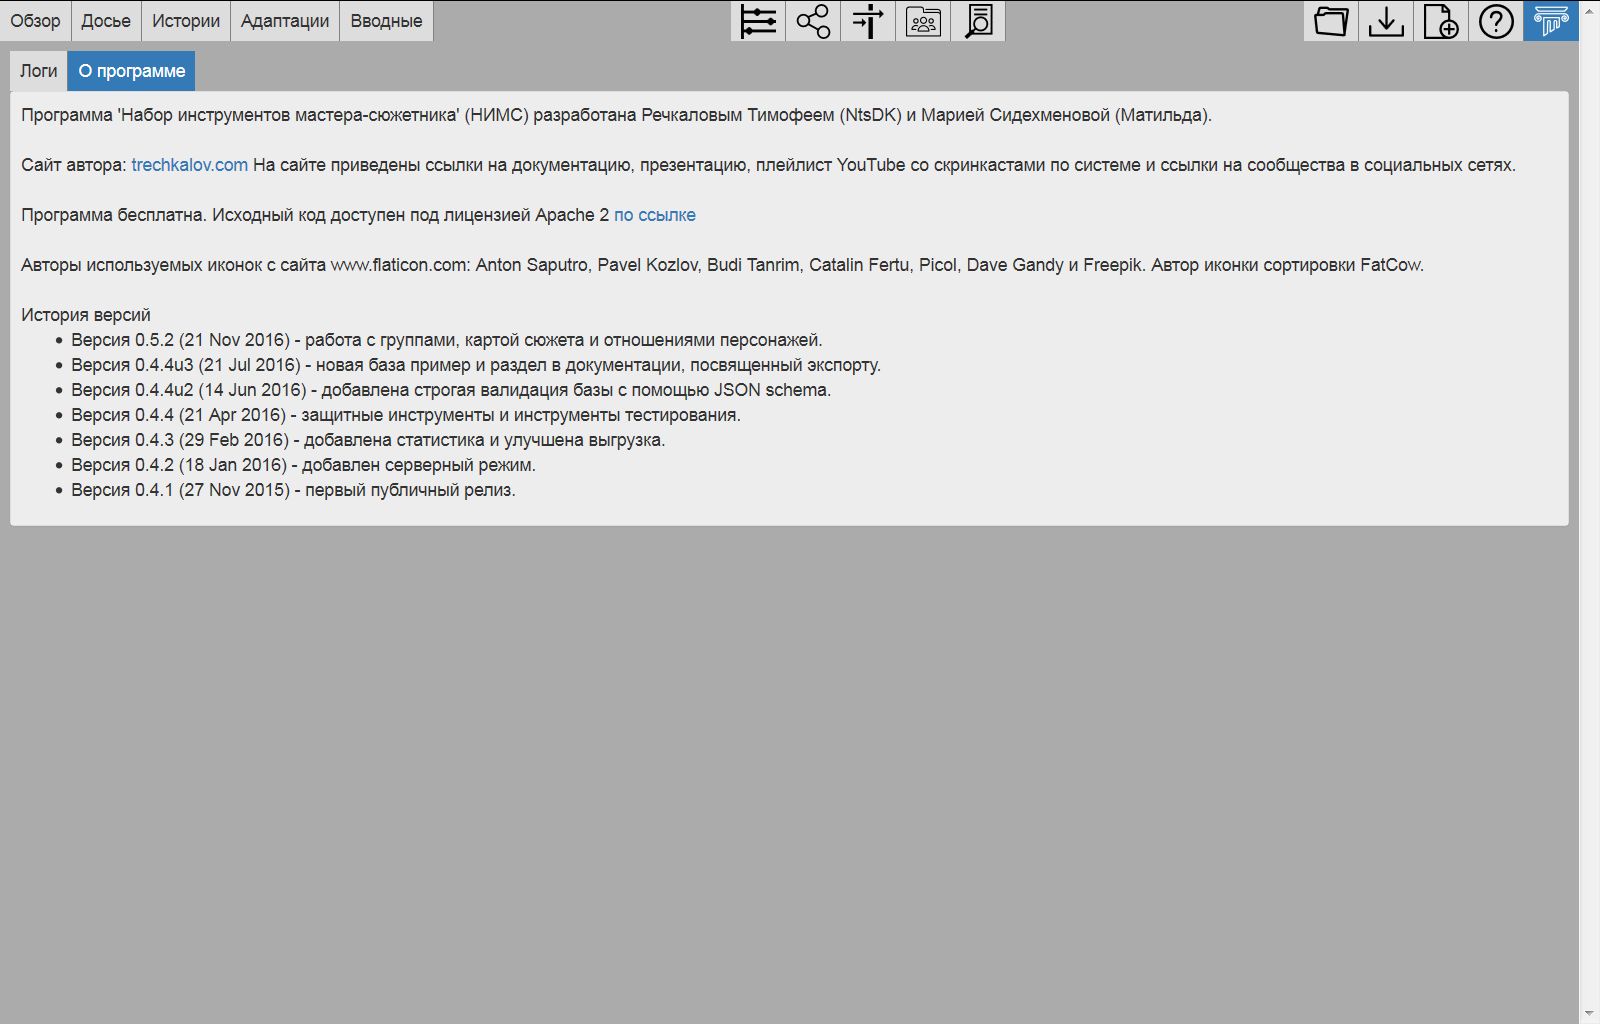 Обзор
Досье
Истории
Адаптации
Вводные
Логи
О программе
Программа 'Набор инструментов мастера-сюжетника' (НИМС) разработана Речкаловым Тимофеем (NtsDK) и Марией Сидехменовой (Матильда).
Сайт автора: trechkalov.com На сайте приведены ссылки на документацию, презентацию, плейлист YouTube со скринкастами по системе и ссылки на сообщества в социальных сетях.
Программа бесплатна. Исходный код доступен под лицензией Apache 2 по ссылке
Авторы используемых иконок с сайта www.flaticon.com: Anton Saputro, Pavel Kozlov, Budi Tanrim, Catalin Fertu, Picol, Dave Gandy и Freepik. Автор иконки сортировки FatCow.
История версий
• Версия 0.5.2 (21 Nov 2016) - работа с группами, картой сюжета и отношениями персонажей.
• Версия 0.4.4u3 (21 Jul 2016) - новая база пример и раздел в документации, посвященный экспорту.
• Версия 0.4.4u2 (14 Jun 2016) - добавлена строгая валидация базы с помощью JSON schema.
• Версия 0.4.4 (21 Apr 2016) - защитные инструменты и инструменты тестирования.
• Версия 0.4.3 (29 Feb 2016) - добавлена статистика и улучшена выгрузка.
• Версия 0.4.2 (18 Jan 2016) - добавлен серверный режим.
• Версия 0.4.1 (27 Nov 2015) - первый публичный релиз.